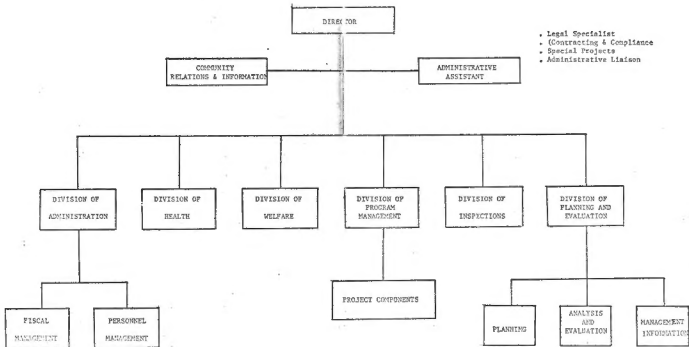 DIRECTOR
• Legal Specialist
• (Contracting & Compliance
• Special Projects
• Administrative Liaison
COMMUNITY
RELATIONS & INFORMATION
ADMINISTRATIVE
ASSISTANT
DIVISION OF
ADMINISTRATION
DIVISION OF
HEALTH
DIVISION OF
WELFARE
DIVISION OF
PROGRAM
MANAGEMENT
DIVISION OF
INSPECTIONS
DIVISION OF
PLANNING AND
EVALUATION
FISCAL
MANAGEMENT
PERSONNEL
MANAGEMENT
PROJECT COMPONENTS
PLANNING
ANALYSIS
AND
EVALUATION
MANAGEMENT
INFORMATION